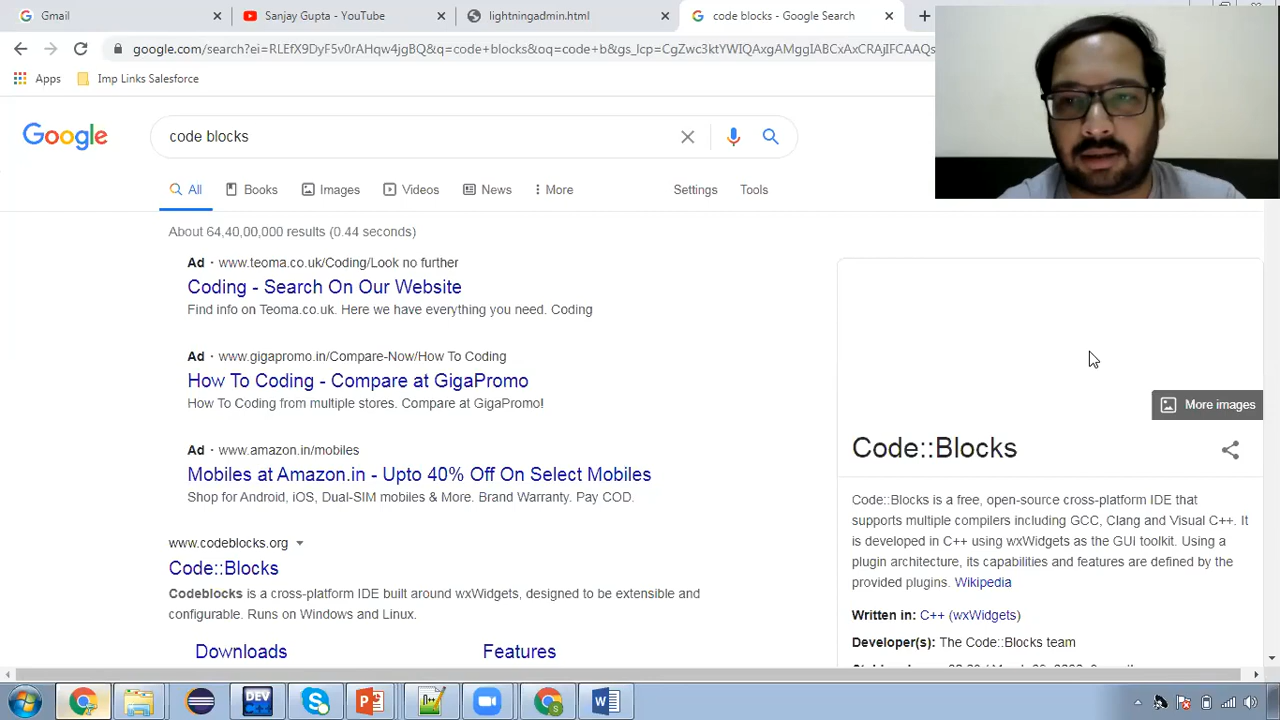 Gmail
Sanjay Gupta - YouTube
lightningadmin.html
code blocks - Google Search
google.com/search?ei=RLEfX9DyF5v0rAHqw4jgBQ&q=code+blocks&oq=code+b&gs_lcp=CgZwc3ktYWIQAxgAMggIABCxAxCRAjIFCAAQs
Apps
Imp Links Salesforce
Google
code blocks
All
Books
Images
Videos
News
More
Settings
Tools
About 64,40,00,000 results (0.44 seconds)
Ad · www.teoma.co.uk/Coding/Look no further
Coding - Search On Our Website
Find info on Teoma.co.uk. Here we have everything you need. Coding
Ad · www.gigapromo.in/Compare-Now/How To Coding
How To Coding - Compare at GigaPromo
How To Coding from multiple stores. Compare at GigaPromo!
Ad · www.amazon.in/mobiles
Mobiles at Amazon.in - Upto 40% Off On Select Mobiles
Shop for Android, iOS, Dual-SIM mobiles & More. Brand Warranty. Pay COD.
www.codeblocks.org
Code::Blocks
Codeblocks is a cross-platform IDE built around wxWidgets, designed to be extensible and
configurable. Runs on Windows and Linux.
Downloads
Features
More images
Code::Blocks
Code::Blocks is a free, open-source cross-platform IDE that
supports multiple compilers including GCC, Clang and Visual C++. It
is developed in C++ using wxWidgets as the GUI toolkit. Using a
plugin architecture, its capabilities and features are defined by the
provided plugins. Wikipedia
Written in: C++ (wxWidgets)
Developer(s): The Code::Blocks team
DEV